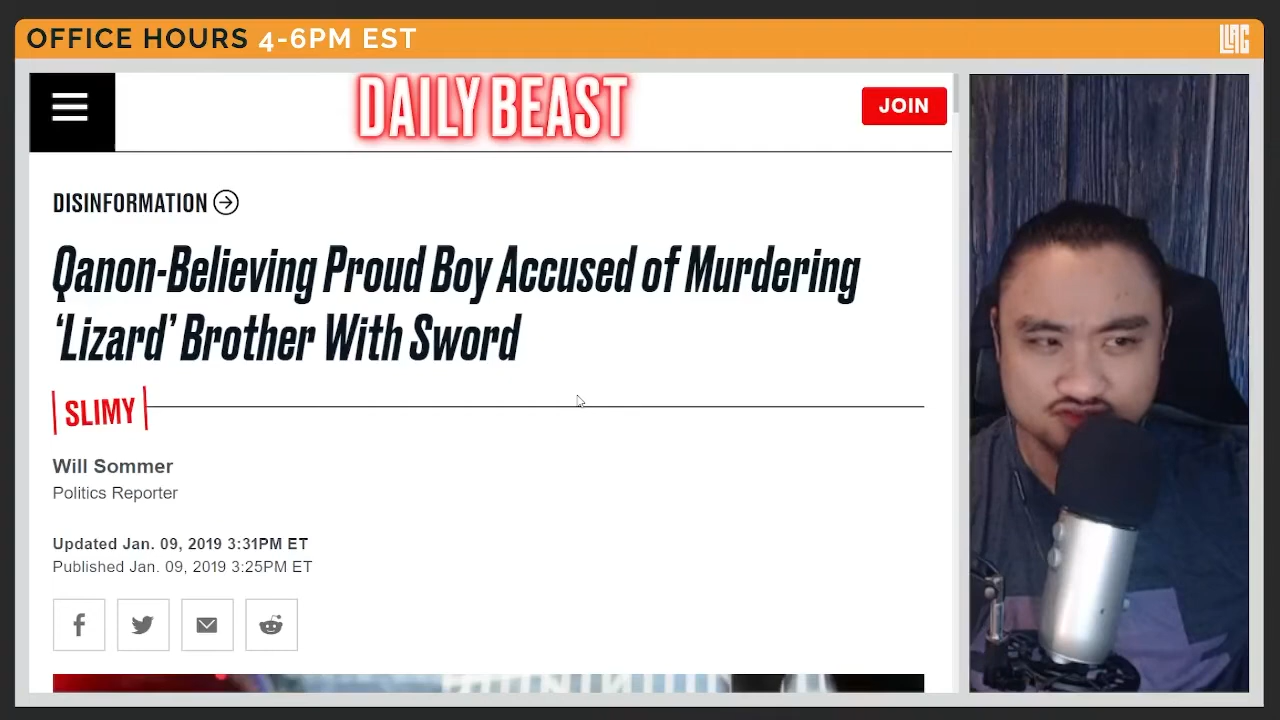 OFFICE HOURS 4-6PM EST
DAILY BEAST
JOIN
DISINFORMATION
Qanon-Believing Proud Boy Accused of Murdering
‘Lizard’ Brother With Sword
SLIMY
Will Sommer
Politics Reporter
Updated Jan. 09, 2019 3:31PM ET
Published Jan. 09, 2019 3:25PM ET